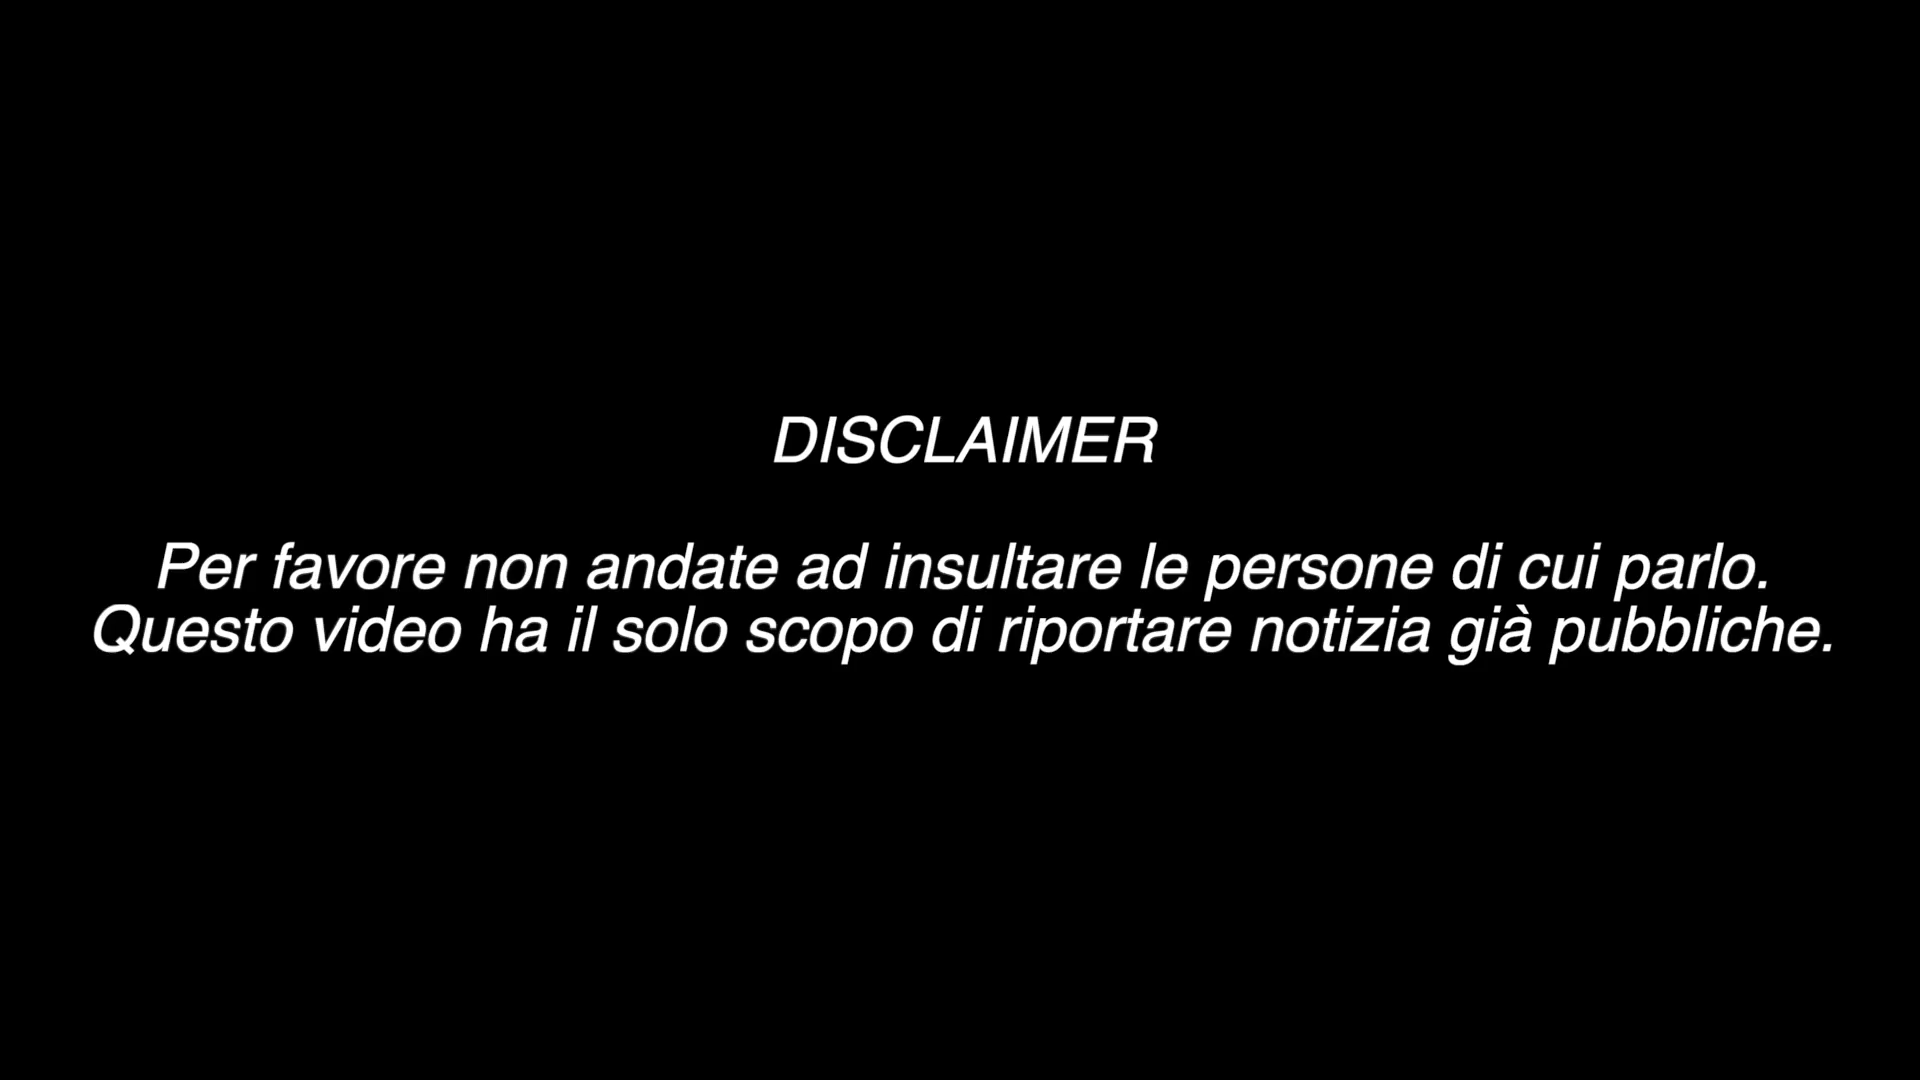 DISCLAIMER
Per favore non andate ad insultare le persone di cui parlo.
Questo video ha il solo scopo di riportare notizia già pubbliche.